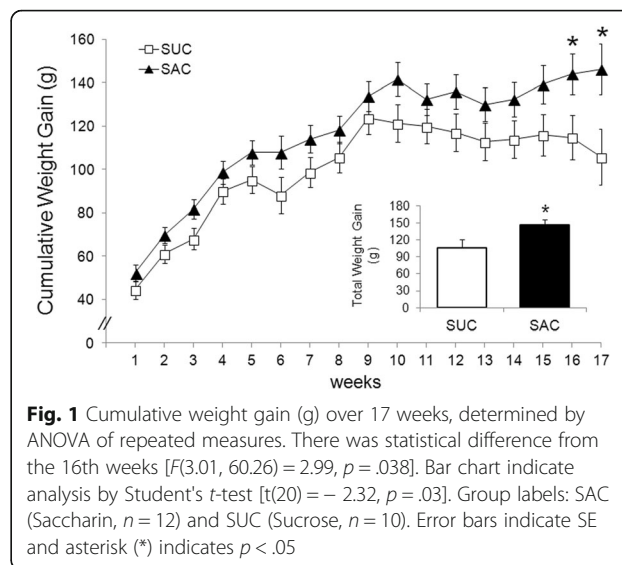 160
140
120
100
80
60
40
0
Cumulative Weight Gain (g)
SUC
SAC
* *
180
150
120
90
60
30
0
Total Weight Gain
(g)
*
SUC SAC
1 2 3 4 5 6 7 8 9 10 11 12 13 14 15 16 17
weeks
Fig. 1 Cumulative weight gain (g) over 17 weeks, determined by
ANOVA of repeated measures. There was statistical difference from
the 16th weeks [F(3.01, 60.26) = 2.99, p = .038]. Bar chart indicate
analysis by Student's t-test [t(20) = − 2.32, p = .03]. Group labels: SAC
(Saccharin, n = 12) and SUC (Sucrose, n = 10). Error bars indicate SE
and asterisk (*) indicates p < .05